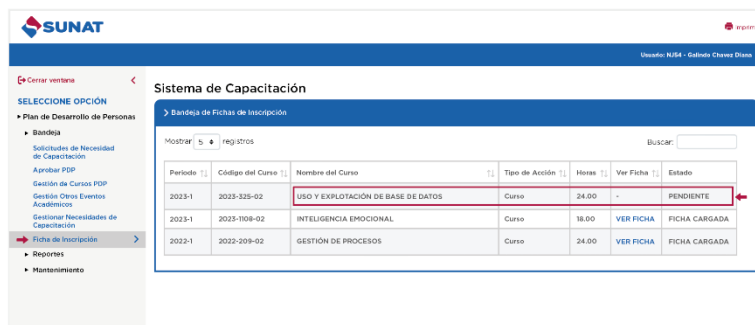 SUNAT
Imprimir
Usuario: NJ54 - Galindo Chavez Diana
Cerrar ventana
SELECCIONE OPCIÓN
Plan de Desarrollo de Personas
Bandeja
Solicitudes de Necesidad
de Capacitación
Aprobar PDP
Gestión de Cursos PDP
Gestión Otros Eventos
Académicos
Gestionar Necesidades de
Capacitación
Ficha de Inscripción
Reportes
Mantenimiento
Sistema de Capacitación
Bandeja de Fichas de Inscripción
Mostrar 5 registros
Buscar:
Periodo Código del Curso Nombre del Curso Tipo de Acción Horas Ver Ficha Estado
2023-1 2023-325-02 USO Y EXPLOTACIÓN DE BASE DE DATOS Curso 24.00 - PENDIENTE
2023-1 2023-1108-02 INTELIGENCIA EMOCIONAL Curso 18.00 VER FICHA FICHA CARGADA
2022-1 2022-209-02 GESTIÓN DE PROCESOS Curso 24.00 VER FICHA FICHA CARGADA